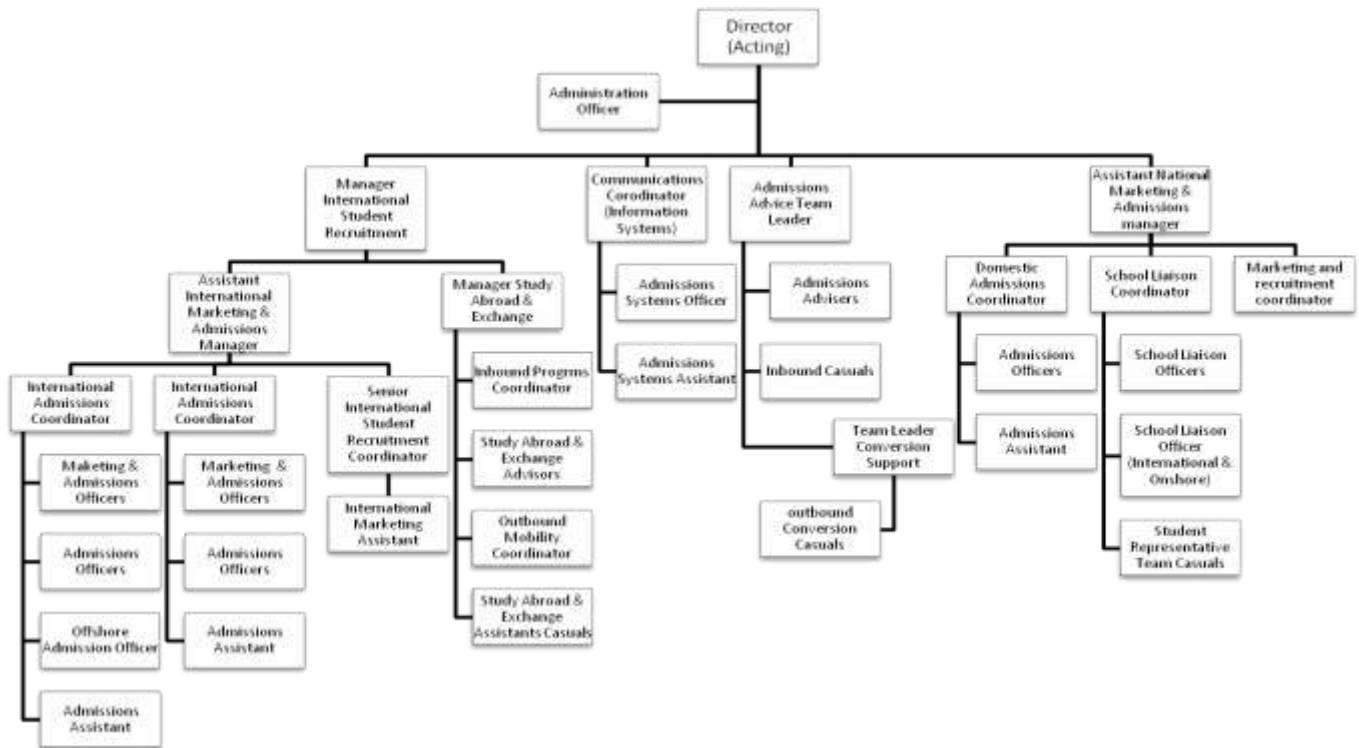 Director
(Acting)
Administration
Officer
Manager
International
Student
Recruitment
Communications
Corodinator
(Information
Systems)
Admissions
Advice Team
Leader
Assistant National
Marketing &
Admissions
manager
Assistant
International
Marketing &
Admissions
Manager
Manager Study
Abroad &
Exchange
Admissions
Systems Officer
Admissions
Systems Assistant
Admissions
Advisers
Inbound Casuals
Team Leader
Conversion
Support
outbound
Conversion
Casuals
Domestic
Admissions
Coordinator
School Liaison
Coordinator
Marketing and
recruitment
coordinator
Admissions
Officers
Admissions
Assistant
School Liaison
Officers
School Liaison
Officer
(International &
Onshore)
Student
Representative
Team Casuals
International
Admissions
Coordinator
International
Admissions
Coordinator
Senior
International
Student
Recruitment
Coordinator
Inbound Progrms
Coordinator
Study Abroad &
Exchange
Advisors
Outbound
Mobility
Coordinator
Study Abroad &
Exchange
Assistants Casuals
Maketing &
Admissions
Officers
Admissions
Officers
Offshore
Admission Officer
Admissions
Assistant
Marketing &
Admissions
Officers
Admissions
Officers
Admissions
Assistant
International
Marketing
Assistant